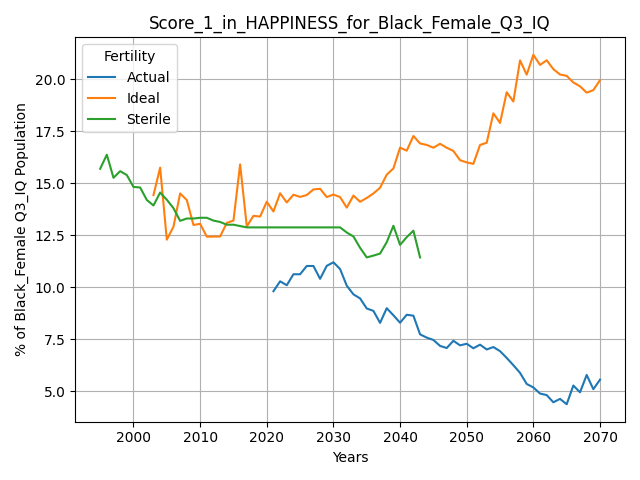 Score_1_in_HAPPINESS_for_Black_Female_Q3_IQ
Fertility
Actual
Ideal
Sterile
% of Black_Female Q3_IQ Population
20.0
17.5
15.0
12.5
10.0
7.5
5.0
2000 2010 2020 2030 2040 2050 2060 2070
Years